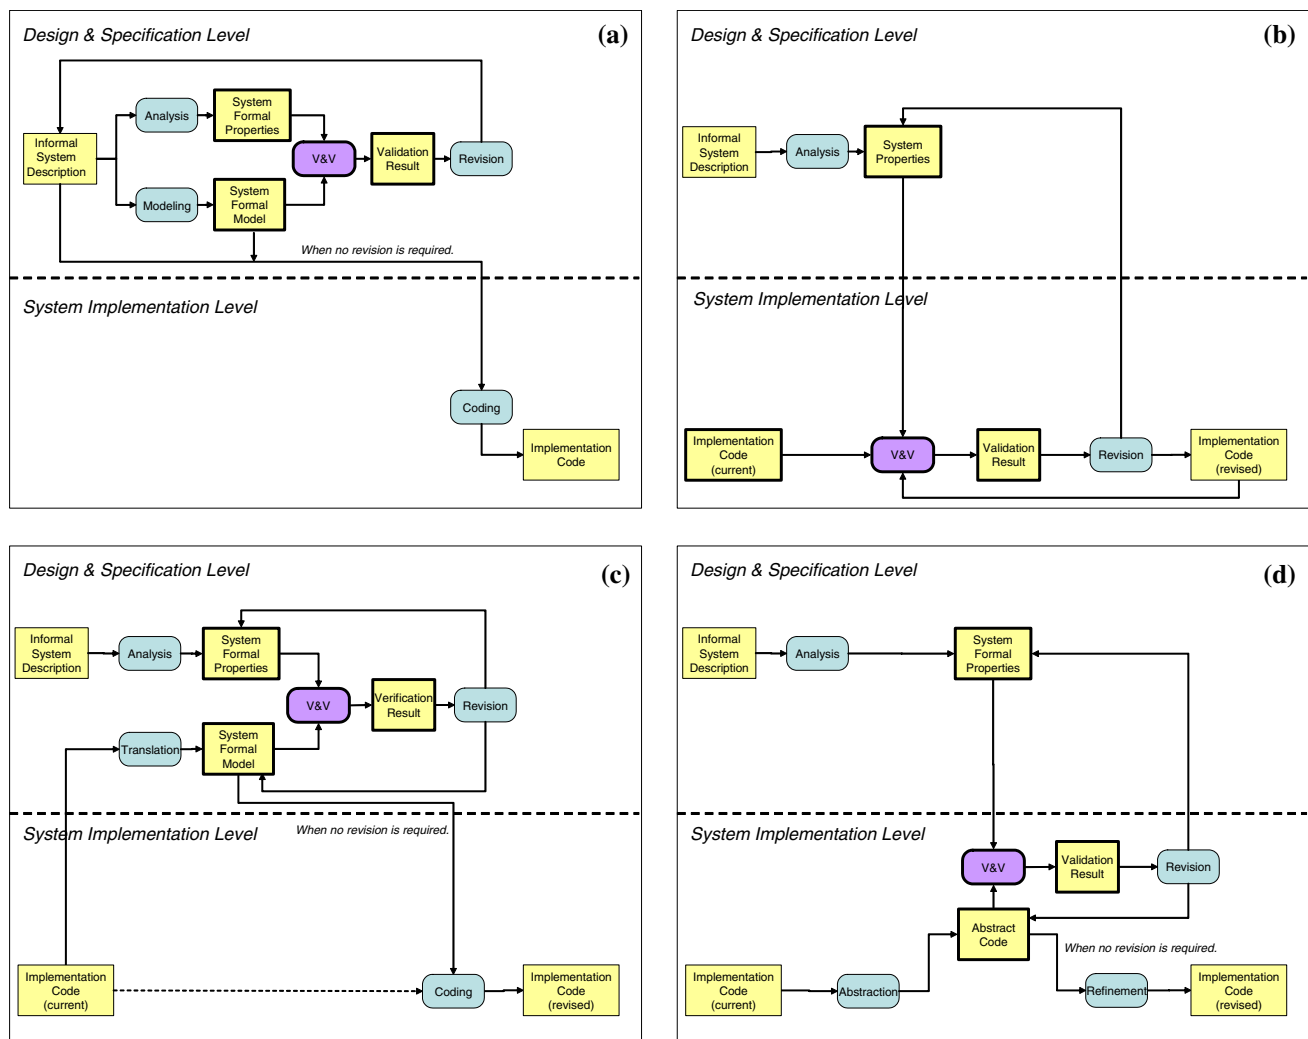 Design & Specification Level
(a)
Analysis
System
Formal
Properties
Informal
System
Description
V&V
Validation
Result
Revision
Modeling
System
Formal
Model
When no revision is required.
System Implementation Level
Coding
Implementation
Code
Design & Specification Level
(b)
Informal
System
Description
Analysis
System
Properties
System Implementation Level
Implementation
Code
(current)
V&V
Validation
Result
Revision
Implementation
Code
(revised)
Design & Specification Level
(c)
Informal
System
Description
Analysis
System
Formal
Properties
V&V
Verification
Result
Revision
Translation
System
Formal
Model
System Implementation Level
When no revision is required.
Implementation
Code
(current)
Coding
Implementation
Code
(revised)
Design & Specification Level
(d)
Informal
System
Description
Analysis
System
Formal
Properties
System Implementation Level
V&V
Validation
Result
Revision
Abstract
Code
When no revision is required.
Implementation
Code
(current)
Abstraction
Refinement
Implementation
Code
(revised)